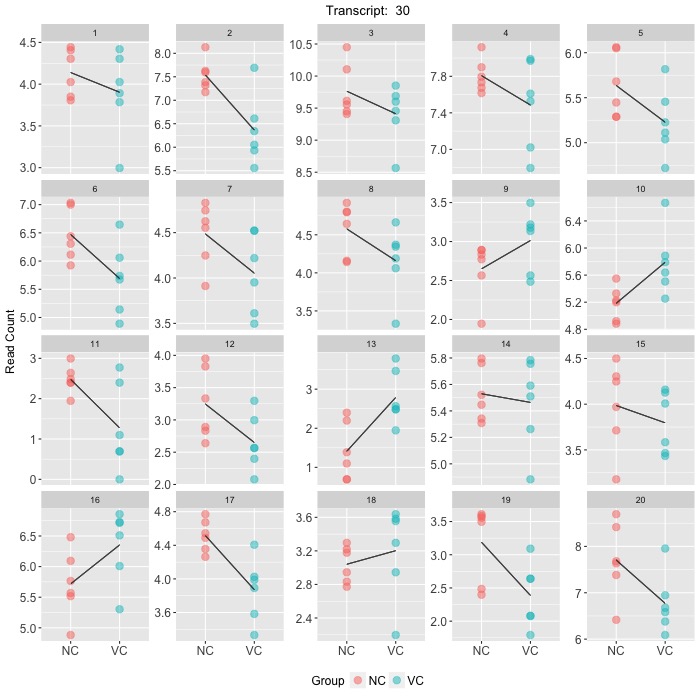 Transcript: 30
1 2 3 4 5
4.5 8.0 10.5 7.8 6.0
4.0 7.5 10.0 7.4 5.5
3.5 7.0 9.5 7.0 5.0
3.0 6.5 9.0
6.0 8.5
5.5
6 7 8 9 10
7.0 4.5 4.5 3.5 6.4
6.5 4.0 4.0 3.0 6.0
6.0 3.5 3.5 2.5 5.6
5.5 2.0 5.2
5.0 4.8
Read Count
11 12 13 14 15
3 4.0 3 5.8 4.5
2 3.5 2 5.6 4.0
1 3.0 1 5.4 3.5
0 2.5 5.2
2.0 5.0
16 17 18 19 20
6.5 4.8 3.6 3.5 8
6.0 4.4 3.2 3.0 7
5.5 4.0 2.8 2.5 6
5.0 3.6 2.4 2.0
NC VC NC VC NC VC NC VC NC VC
Group NC VC